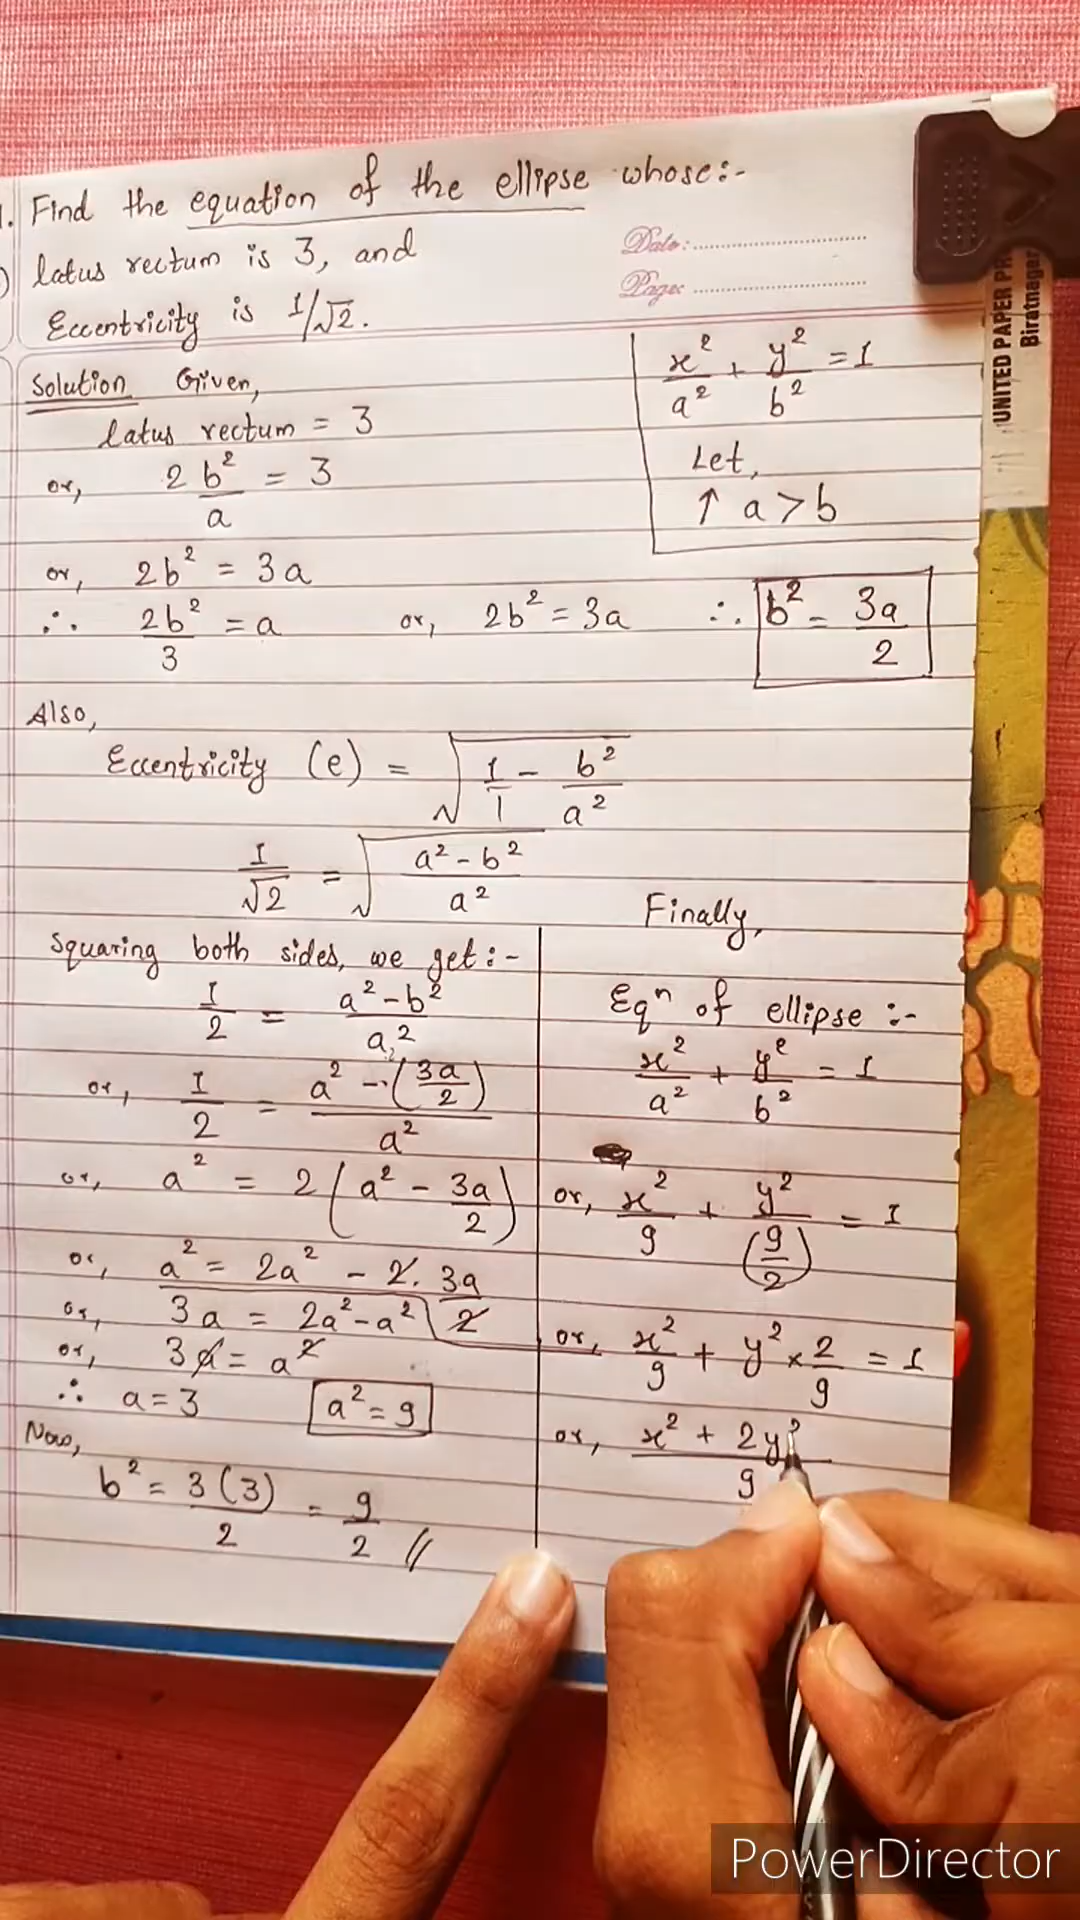 1. Find the equation of the ellipse whose:-
latus rectum is 3, and
Eccentricity is 1/√2.
Date:
Page:
UNITED PAPER PR
Biratnagar
Solution Given,
latus rectum = 3
or, 2b²/a = 3
or, 2b² = 3a
∴ 2b²/3 = a or, 2b² = 3a ∴ b² = 3a/2
x²/a² + y²/b² = 1
Let,
↑ a > b
Also,
Eccentricity (e) = √(1/1 - b²/a²)
1/√2 = √((a² - b²)/a²)
Squaring both sides, we get:-
1/2 = (a² - b²)/a²
or, 1/2 = (a² - (3a/2))/a²
or, a² = 2(a² - 3a/2)
or, a² = 2a² - 2. 3a/2
or, 3a = 2a² - a²
or, 3a = a²
∴ a = 3 a² = 9
Now,
b² = 3(3)/2 = 9/2 //
Finally,
Eqⁿ of ellipse :-
x²/a² + y²/b² = 1
or, x²/9 + y²/(9/2) = 1
or, x²/9 + y² × 2/9 = 1
or, (x² + 2y²)/9
PowerDirector